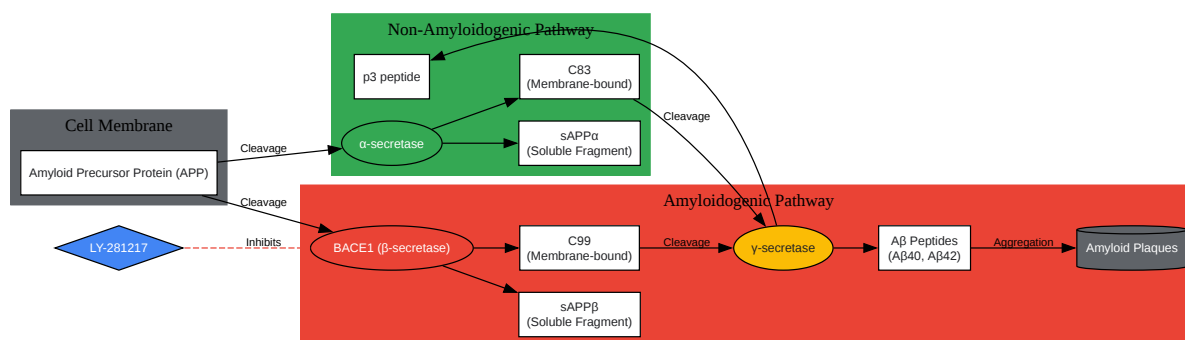 Non-Amyloidogenic Pathway
p3 peptide
C83
(Membrane-bound)
Cell Membrane
Cleavage
Cleavage
α-secretase
sAPPα
(Soluble Fragment)
Amyloid Precursor Protein (APP)
Cleavage
Amyloidogenic Pathway
LY-281217
Inhibits
BACE1 (β-secretase)
C99
(Membrane-bound)
Cleavage
γ-secretase
Aβ Peptides
(Aβ40, Aβ42)
Aggregation
Amyloid Plaques
sAPPβ
(Soluble Fragment)